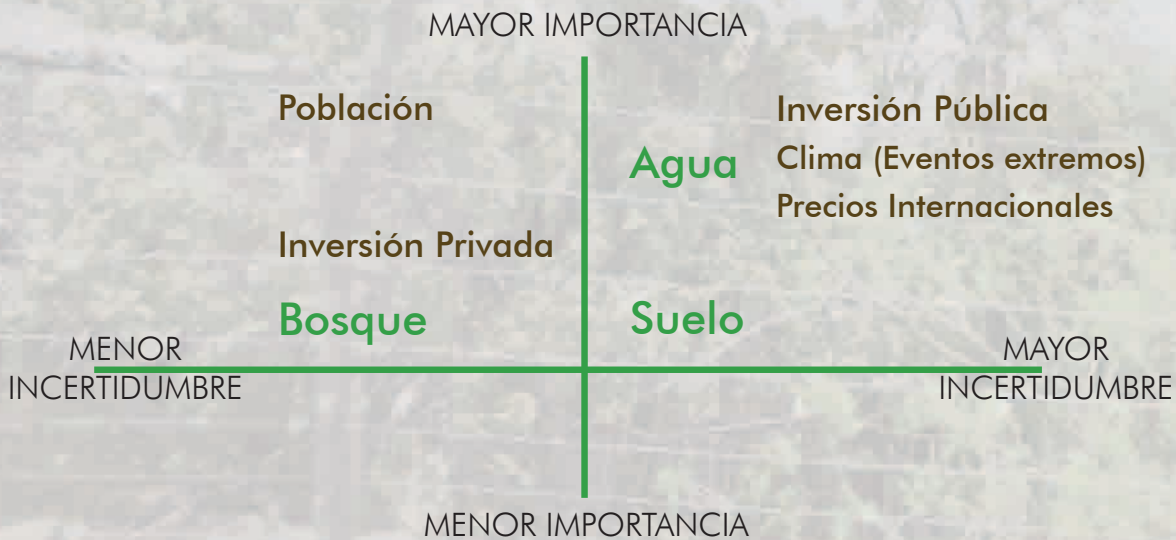 MAYOR IMPORTANCIA
Población
Inversión Privada
Bosque
Agua
Inversión Pública
Clima (Eventos extremos)
Precios Internacionales
Suelo
MENOR
INCERTIDUMBRE
MAYOR
INCERTIDUMBRE
MENOR IMPORTANCIA